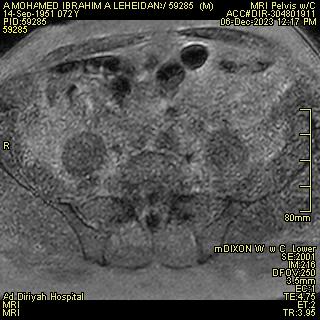 A MOHAMED IBRAHIM A LEHEIDAN:/ 59285 (M)
MRI Pelvis w/C
14-Sep-1951 072Y
ACC#DIR-304801911
PID:59285
06-Dec-2023 12:17 PM
59285
R
80mm
mDIXON W w C Lower
SE:2001
IM:216
DFOV:250
3.5mm
EC:1
Ad Diriyah Hospital
TE:4.75
MRI
ET:2
MRI
TR:3.95